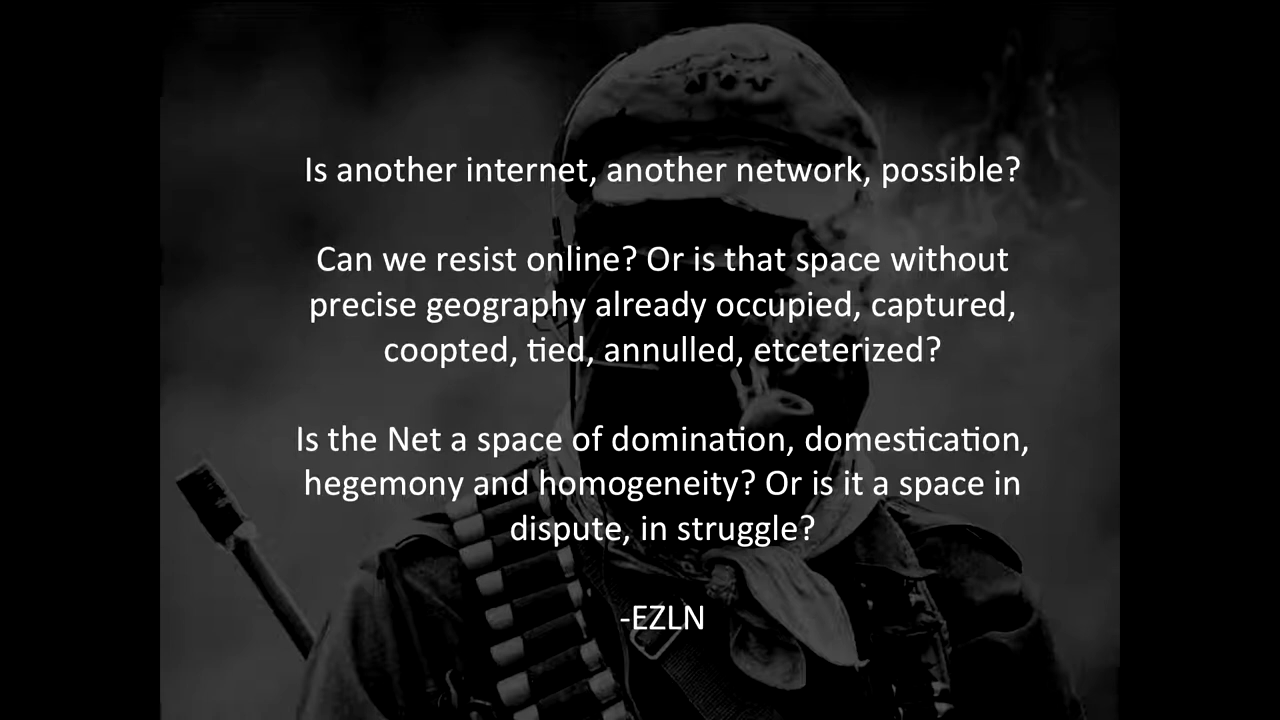 Is another internet, another network, possible?
Can we resist online? Or is that space without
precise geography already occupied, captured,
coopted, tied, annulled, etceterized?
Is the Net a space of domination, domestication,
hegemony and homogeneity? Or is it a space in
dispute, in struggle?
-EZLN